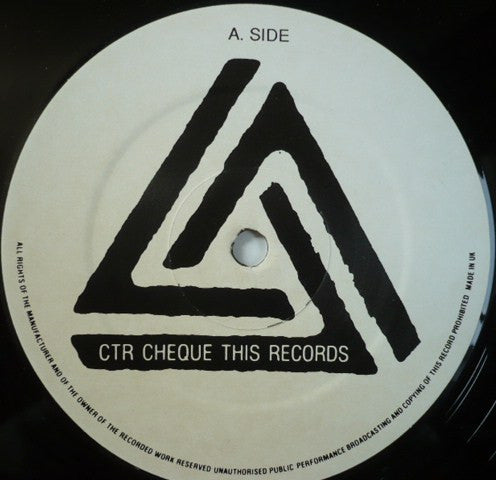 A. SIDE
CTR CHEQUE THIS RECORDS
ALL RIGHTS OF THE MANUFACTURER AND OF THE OWNER OF THE RECORDED WORK RESERVED UNAUTHORISED PUBLIC PERFORMANCE BROADCASTING AND COPYING OF THIS RECORD PROHIBITED MADE IN UK